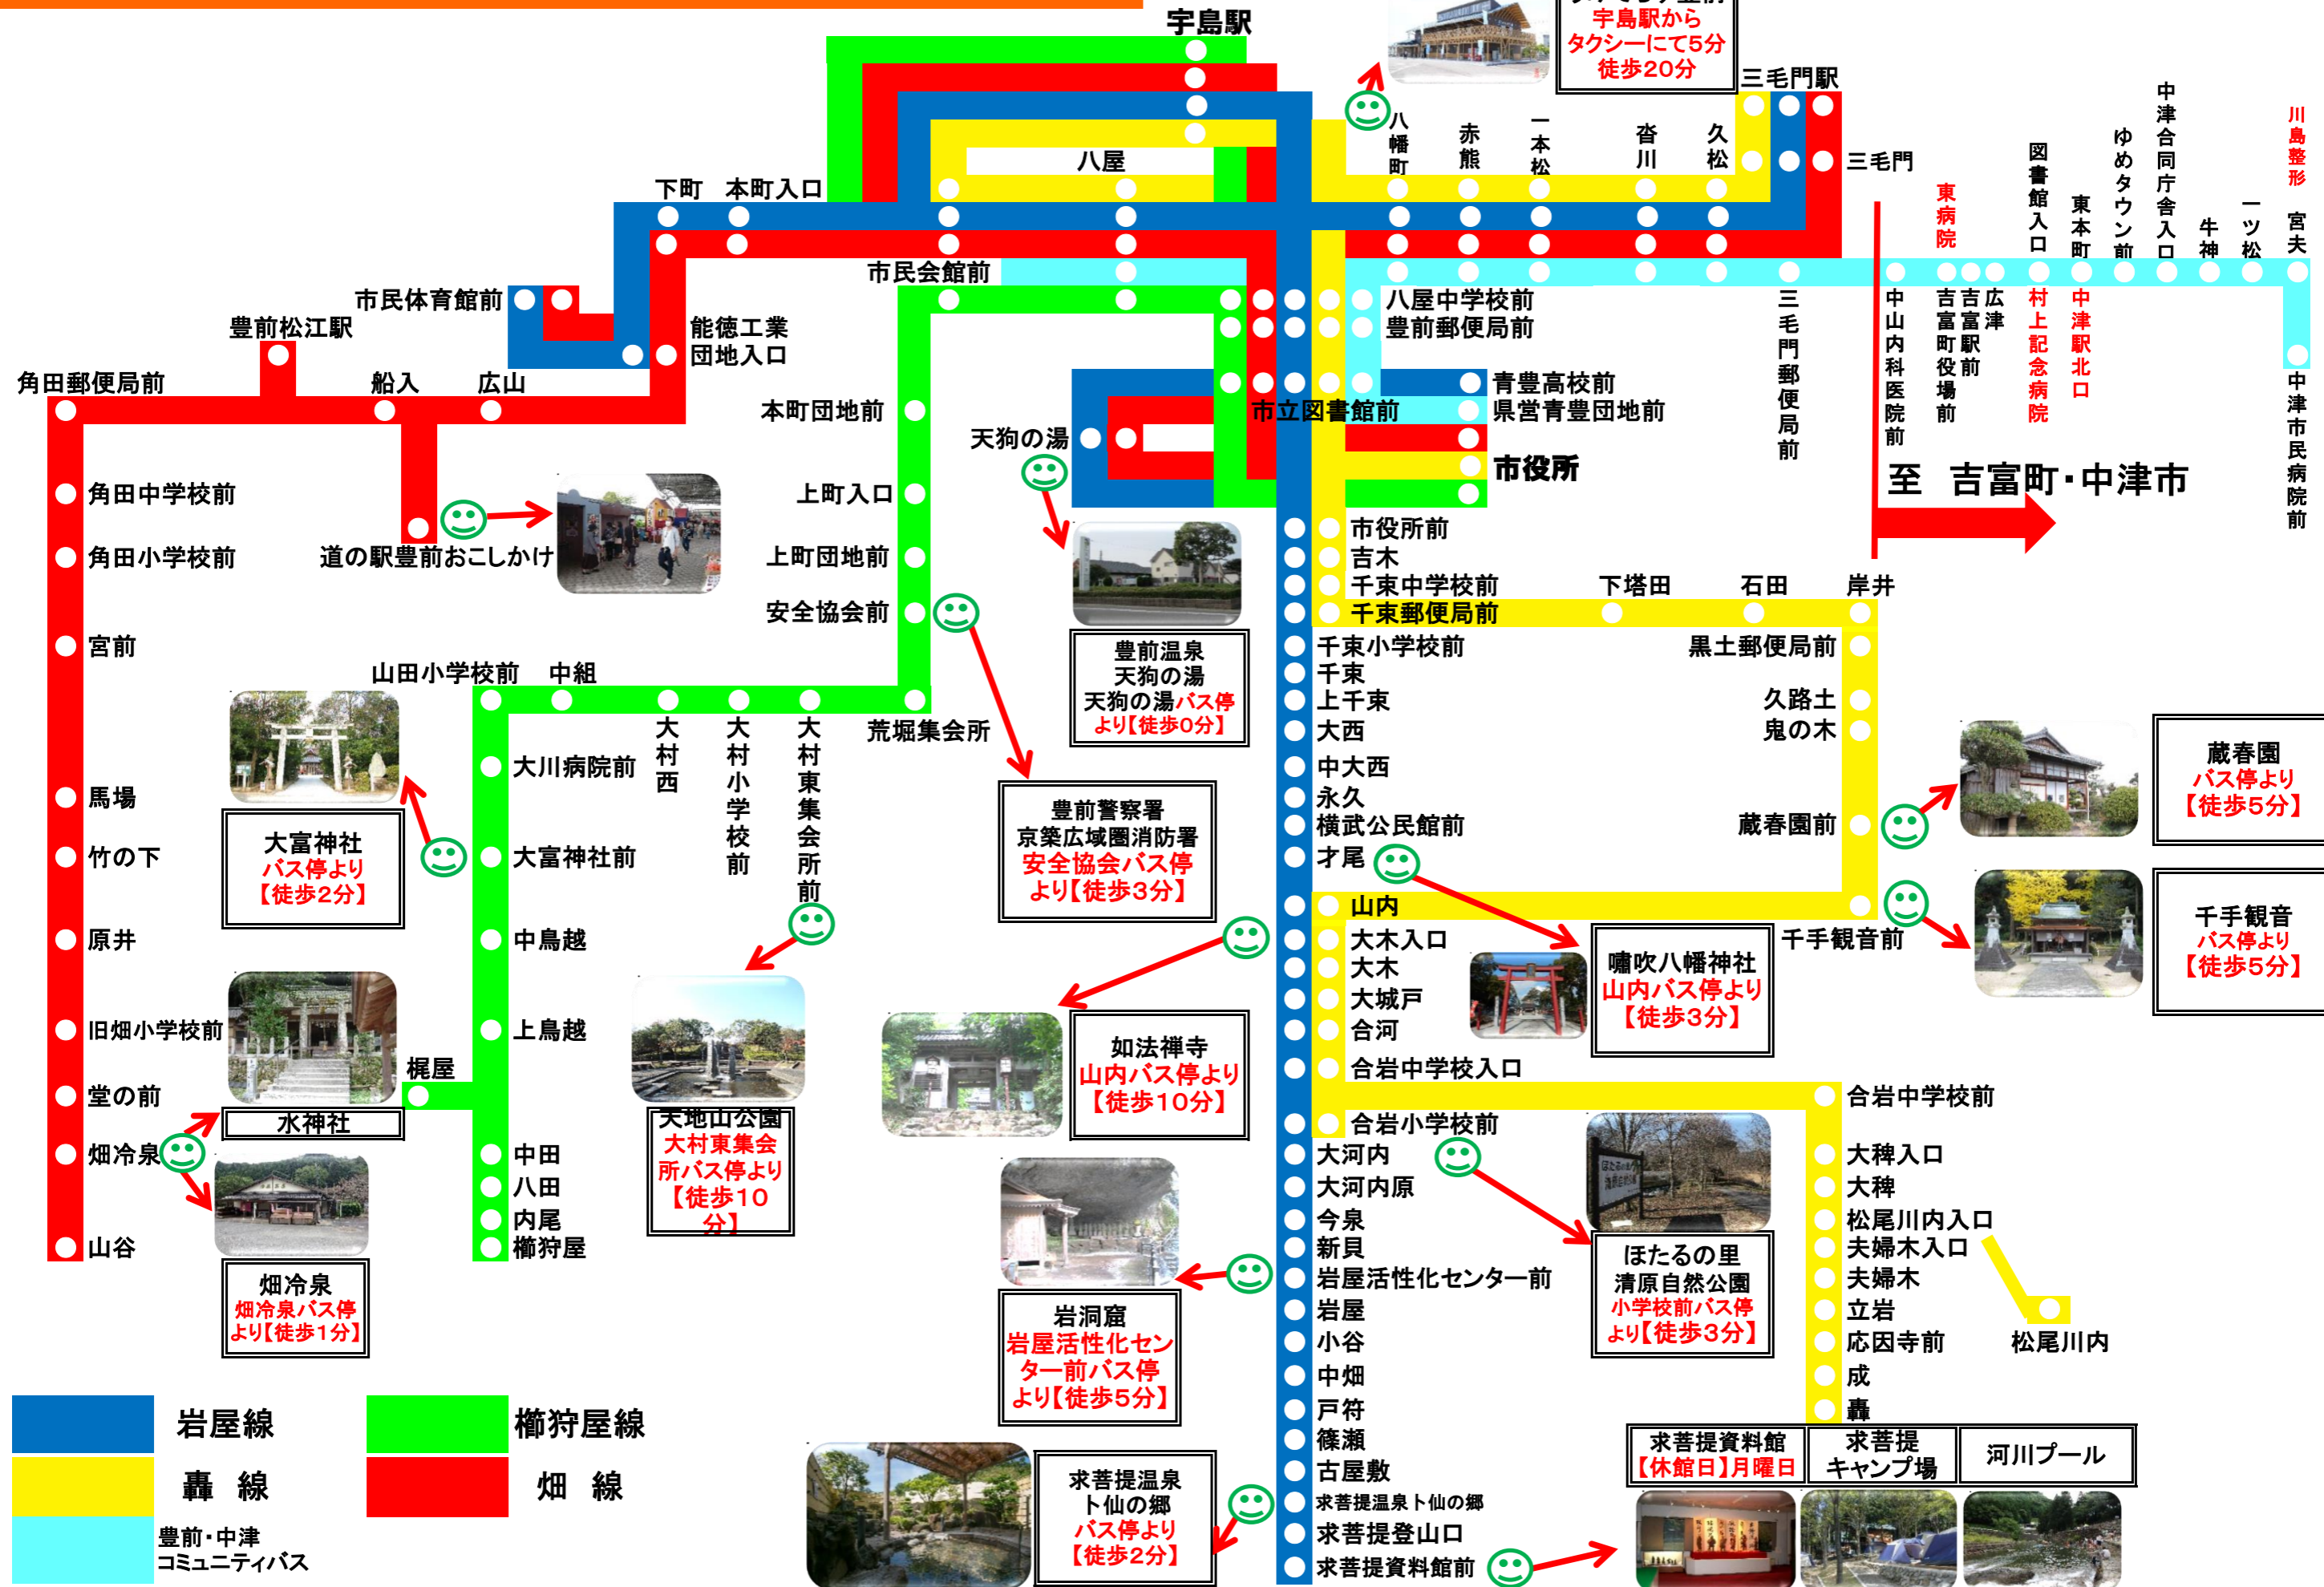 宇島駅
宇島駅から
タクシーにて5分
徒歩20分
三毛門駅
三毛門
八幡町
赤熊
一本松
沓川
久松
八屋
下町
本町入口
市民会館前
市民体育館前
能徳工業
団地入口
豊前松江駅
角田郵便局前
船入
広山
道の駅豊前おこしかけ
角田中学校前
角田小学校前
宮前
馬場
竹の下
原井
旧畑小学校前
堂の前
畑冷泉
山谷
本町団地前
上町入口
上町団地前
安全協会前
荒堀集会所
大村東集会所前
大村小学校前
大村西
中組
山田小学校前
大川病院前
大富神社前
中鳥越
上鳥越
梶屋
中田
八田
内尾
櫛狩屋
八屋中学校前
豊前郵便局前
市立図書館前
青豊高校前
県営青豊団地前
市役所
天狗の湯
三毛門郵便局前
中山内科医院前
東病院
吉富町役場前
吉富駅前
広津
図書館入口
村上記念病院
東本町
中津駅北口
ゆめタウン前
中津合同庁舎入口
牛神
一ツ松
川島整形
宮夫
中津市民病院前
至 吉富町・中津市
市役所前
吉木
千束中学校前
千束郵便局前
下塔田
石田
岸井
黒土郵便局前
久路土
鬼の木
蔵春園前
千手観音前
千束小学校前
千束
上千束
大西
中大西
永久
横武公民館前
才尾
山内
大木入口
大木
大城戸
合河
合岩中学校入口
合岩小学校前
大河内
大河内原
今泉
新貝
岩屋活性化センター前
岩屋
小谷
中畑
戸符
篠瀬
古屋敷
求菩提温泉卜仙の郷
求菩提登山口
求菩提資料館前
合岩中学校前
大稗入口
大稗
松尾川内入口
夫婦木入口
夫婦木
立岩
応因寺前
成
轟
松尾川内
豊前温泉
天狗の湯
天狗の湯バス停
より【徒歩0分】
豊前警察署
京築広域圏消防署
安全協会バス停
より【徒歩3分】
大富神社
バス停より
【徒歩2分】
水神社
畑冷泉
畑冷泉バス停
より【徒歩1分】
天地山公園
大村東集会
所バス停より
【徒歩10
分】
如法禅寺
山内バス停より
【徒歩10分】
嘯吹八幡神社
山内バス停より
【徒歩3分】
蔵春園
バス停より
【徒歩5分】
千手観音
バス停より
【徒歩5分】
岩洞窟
岩屋活性化セン
ター前バス停
より【徒歩5分】
ほたるの里
清原自然公園
小学校前バス停
より【徒歩3分】
求菩提温泉
卜仙の郷
バス停より
【徒歩2分】
求菩提資料館
【休館日】月曜日
求菩提
キャンプ場
河川プール
岩屋線
櫛狩屋線
轟 線
畑 線
豊前・中津
コミュニティバス